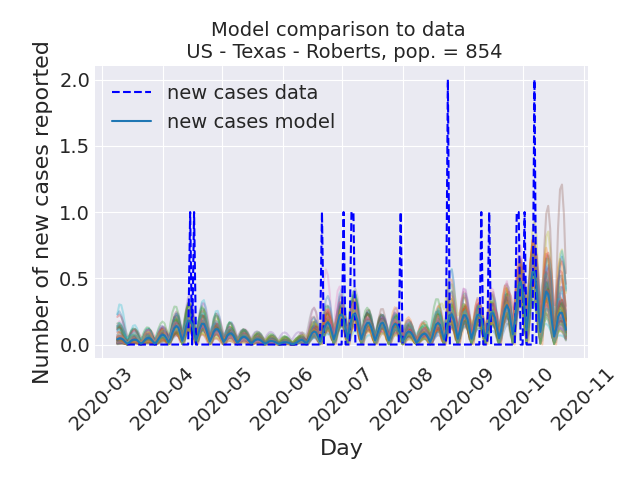 Model comparison to data
US - Texas - Roberts, pop. = 854
Number of new cases reported
2.0
1.5
1.0
0.5
0.0
new cases data
new cases model
2020-03
2020-04
2020-05
2020-06
2020-07
2020-08
2020-09
2020-10
2020-11
Day